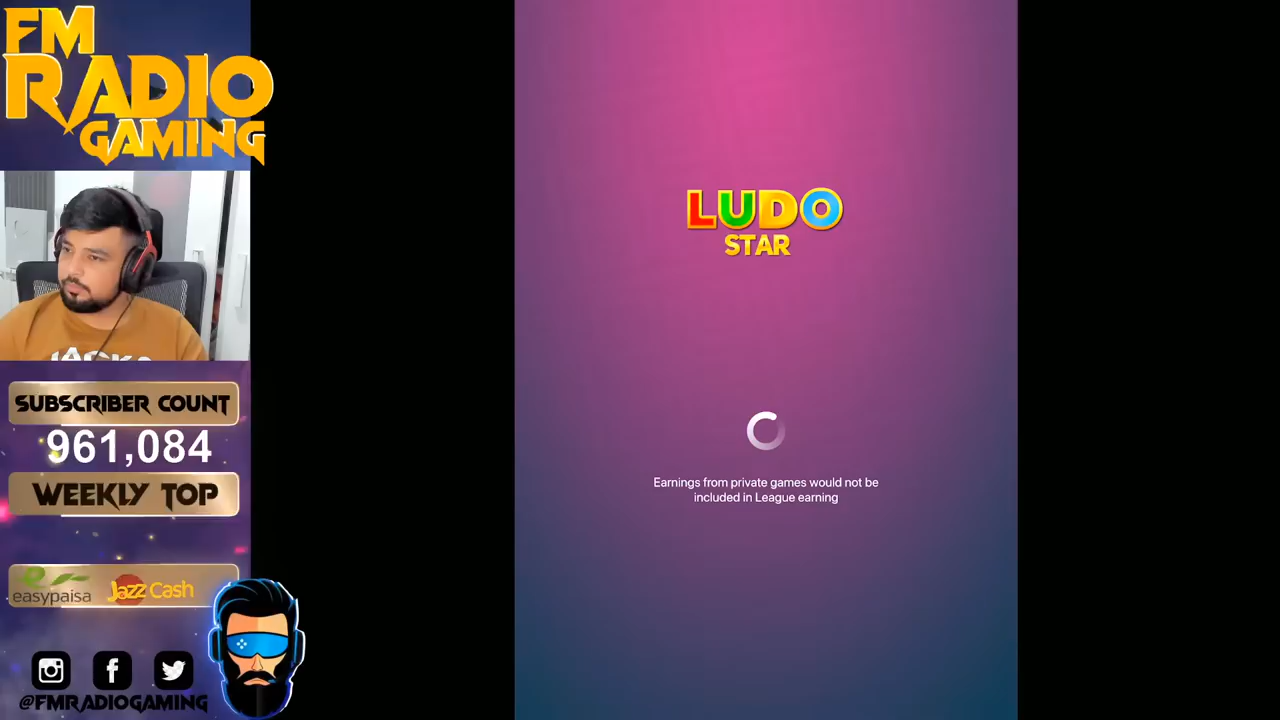 FM
RADIO
GAMING
SUBSCRIBER COUNT
961,084
WEEKLY TOP
easypaisa JazzCash
@FMRADIOGAMING
LUDO
STAR
Earnings from private games would not be
included in League earning